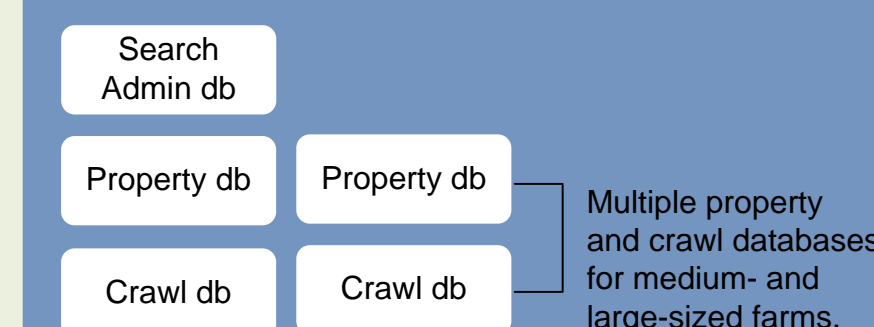 Search
Admin db
Property db
Property db
Crawl db
Crawl db
Multiple property
and crawl databases
for medium- and
large-sized farms.